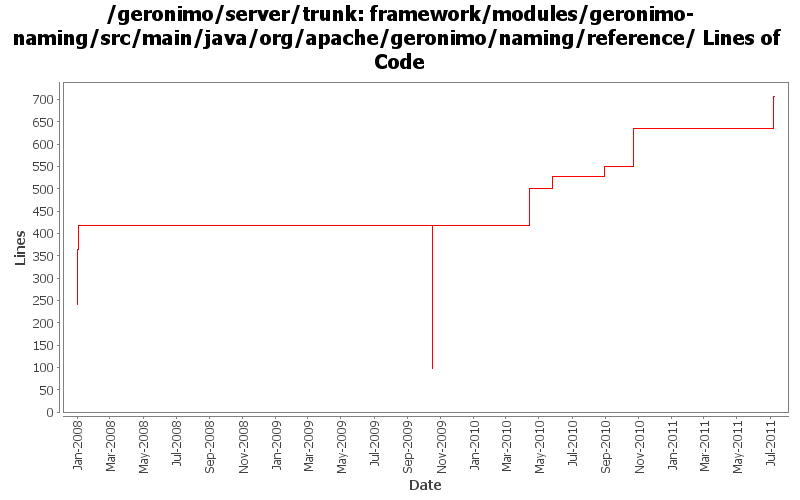 /geronimo/server/trunk: framework/modules/geronimo-
naming/src/main/java/org/apache/geronimo/naming/reference/ Lines of
Code
700
650
600
550
500
450
400
350
300
250
200
150
100
50
0
Lines
Jan-2008
Mar-2008
May-2008
Jul-2008
Sep-2008
Nov-2008
Jan-2009
Mar-2009
May-2009
Jul-2009
Sep-2009
Nov-2009
Jan-2010
Mar-2010
May-2010
Jul-2010
Sep-2010
Nov-2010
Jan-2011
Mar-2011
May-2011
Jul-2011
Date